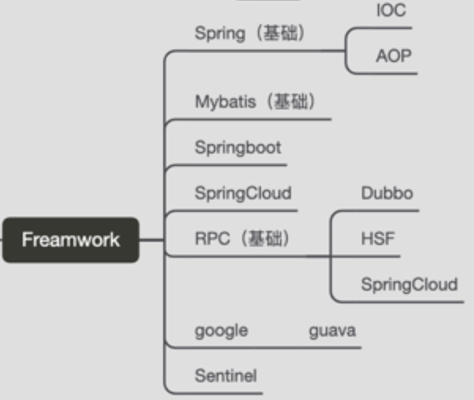 IOC
Spring（基础）
AOP
Mybatis（基础）
Springboot
SpringCloud
Dubbo
Freamwork
RPC（基础）
HSF
SpringCloud
google
guava
Sentinel